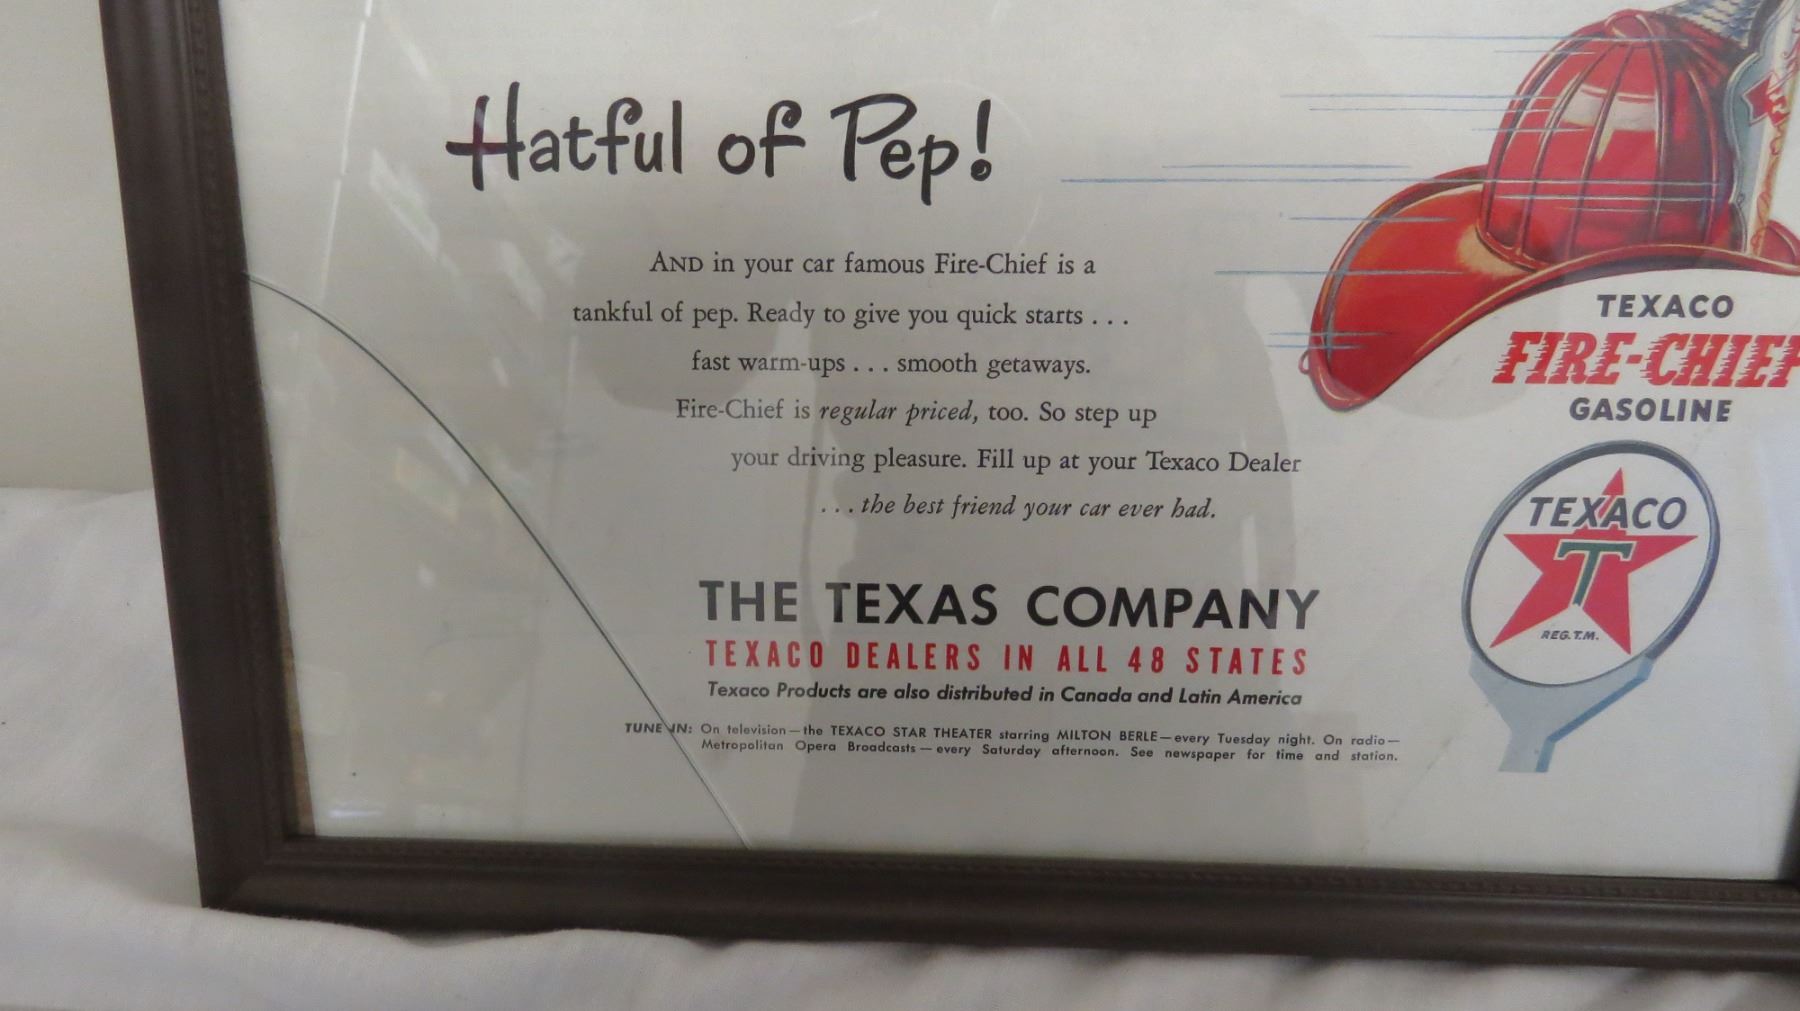 Hatful of Pep!
AND in your car famous Fire-Chief is a
tankful of pep. Ready to give you quick starts . . .
fast warm-ups . . . smooth getaways.
Fire-Chief is regular priced, too. So step up
your driving pleasure. Fill up at your Texaco Dealer
. . . the best friend your car ever had.
THE TEXAS COMPANY
TEXACO DEALERS IN ALL 48 STATES
Texaco Products are also distributed in Canada and Latin America
TUNE IN: On television—the TEXACO STAR THEATER starring MILTON BERLE—every Tuesday night. On radio—
Metropolitan Opera Broadcasts—every Saturday afternoon. See newspaper for time and station.
TEXACO
FIRE-CHIEF
GASOLINE
TEXACO
T
REG. T.M.